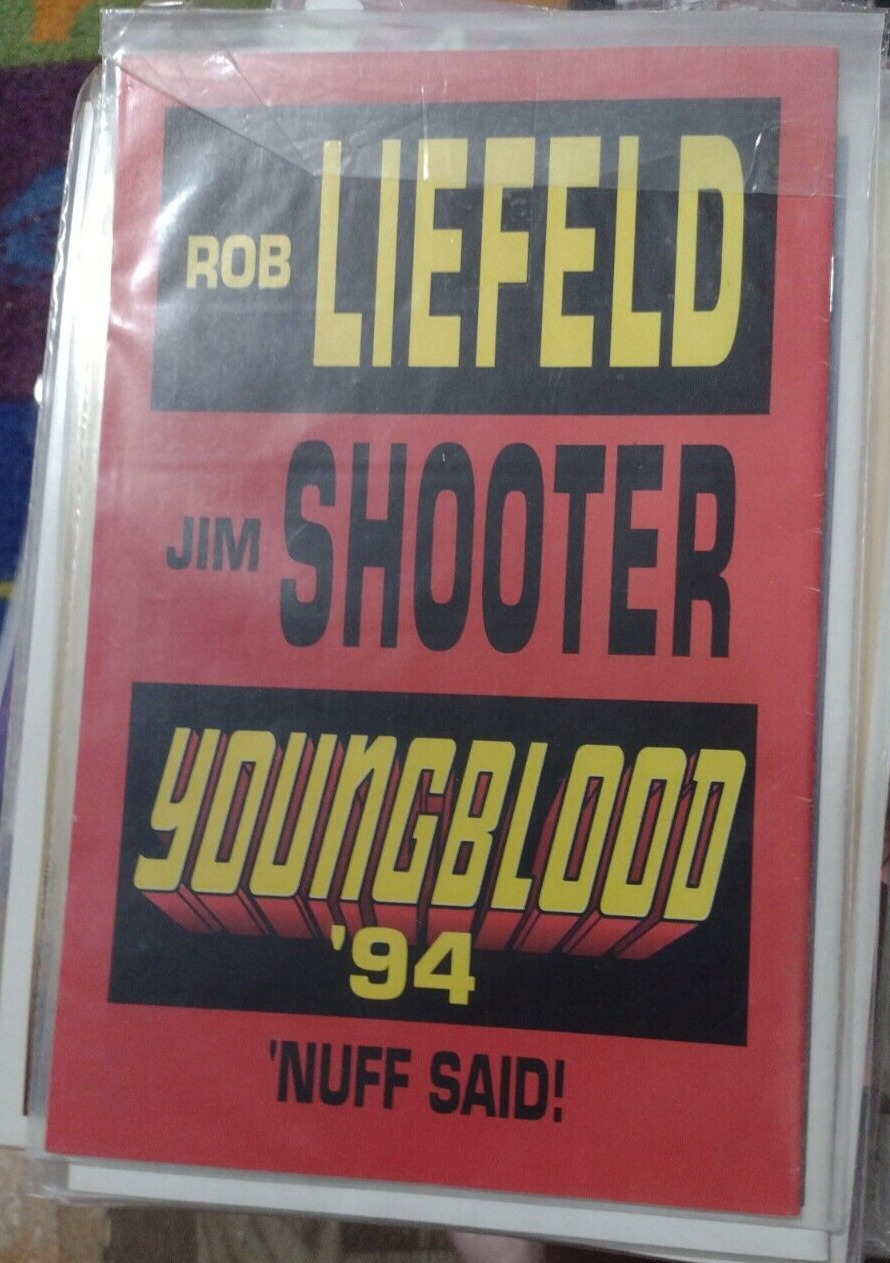 ROB LIEFELD
JIM SHOOTER
YOUNGBLOOD
'94
'NUFF SAID!